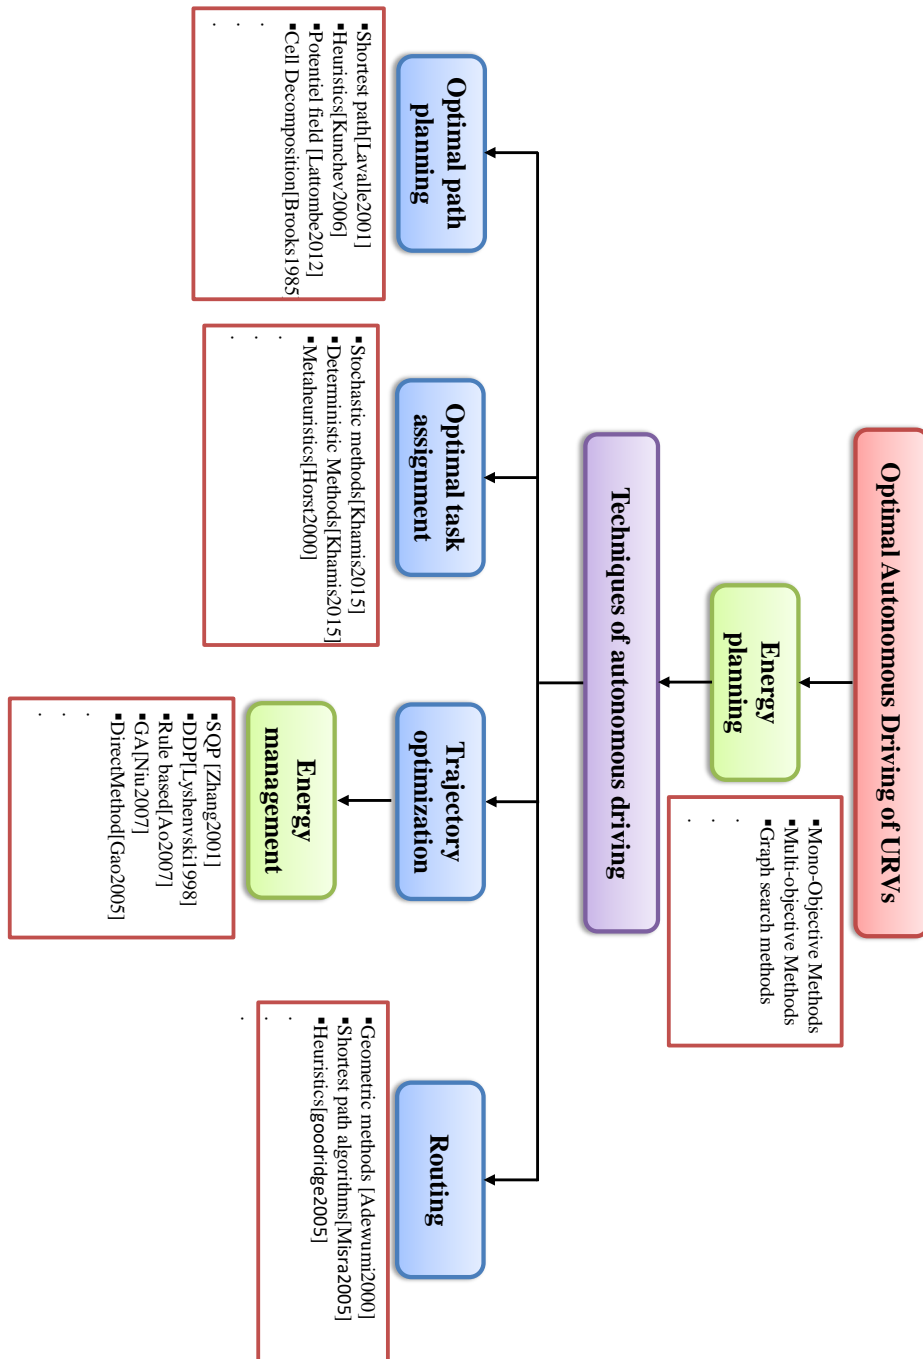 Optimal Autonomous Driving of URVs
Energy
planning
▪Mono-Objective Methods
▪Multi-objective Methods
▪Graph search methods
.
.
.
Techniques of autonomous driving
Optimal path
planning
▪Shortest path[Lavalle2001]
▪Heuristics[Kunchev2006]
▪Potentiel field [Lattombe2012]
▪Cell Decomposition[Brooks1985
.
.
.
Optimal task
assignment
▪Stochastic methods[Khamis2015]
▪Deterministic Methods[Khamis2015]
▪Metaheuristics[Horst2000]
.
.
.
Trajectory
optimization
Energy
management
▪SQP [Zhang2001]
▪DDP[Lyshenvski1998]
▪Rule based[Ao2007]
▪GA[Niu2007]
▪DirectMethod[Gao2005]
.
.
.
Routing
▪Geometric methods [Adewumi2000]
▪Shortest path algorithms[Misra2005]
▪Heuristics[goodridge2005]
.
.
.